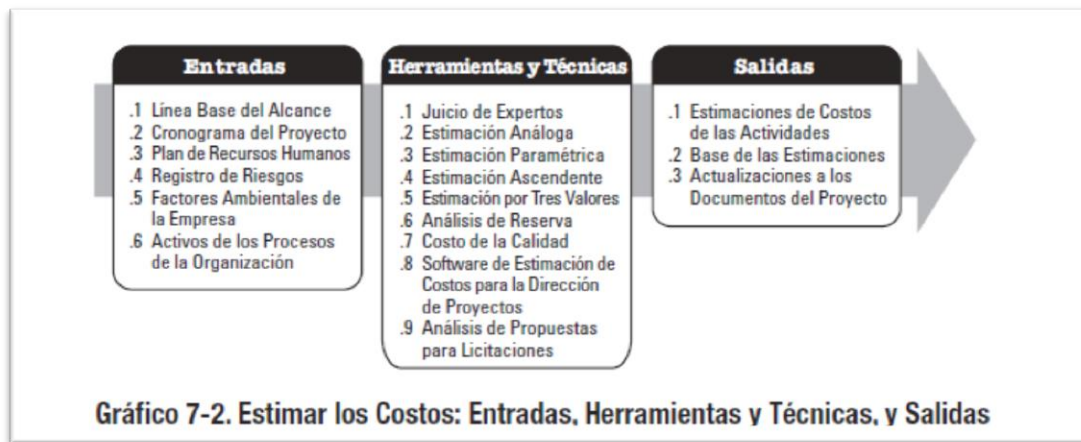 Entradas
.1 Línea Base del Alcance
.2 Cronograma del Proyecto
.3 Plan de Recursos Humanos
.4 Registro de Riesgos
.5 Factores Ambientales de
la Empresa
.6 Activos de los Procesos
de la Organización
Herramientas y Técnicas
.1 Juicio de Expertos
.2 Estimación Análoga
.3 Estimación Paramétrica
.4 Estimación Ascendente
.5 Estimación por Tres Valores
.6 Análisis de Reserva
.7 Costo de la Calidad
.8 Software de Estimación de
Costos para la Dirección
de Proyectos
.9 Análisis de Propuestas
para Licitaciones
Salidas
.1 Estimaciones de Costos
de las Actividades
.2 Base de las Estimaciones
.3 Actualizaciones a los
Documentos del Proyecto
Gráfico 7-2. Estimar los Costos: Entradas, Herramientas y Técnicas, y Salidas